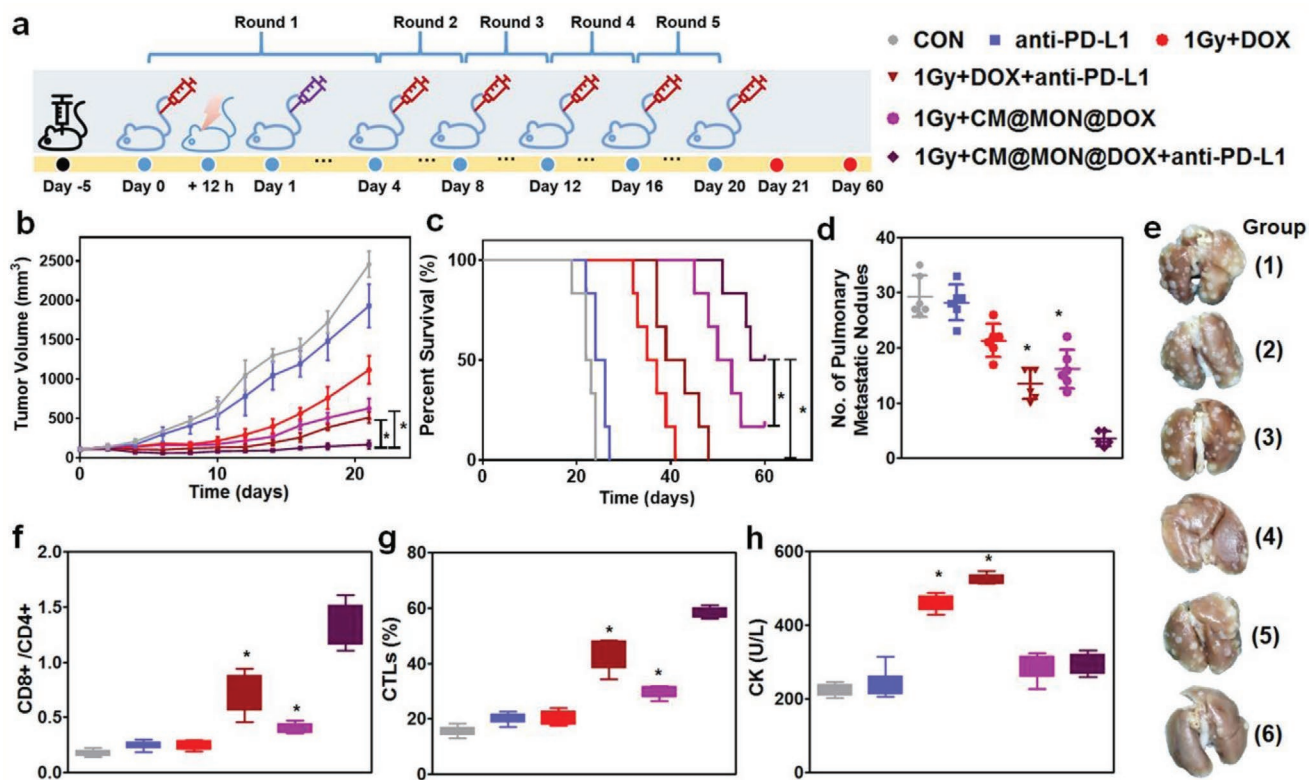 a
Round 1
Round 2
Round 3
Round 4
Round 5
Day -5
Day 0
+ 12 h
Day 1
...
Day 4
...
Day 8
...
Day 12
...
Day 16
...
Day 20
Day 21
Day 60
CON
anti-PD-L1
1Gy+DOX
1Gy+DOX+anti-PD-L1
1Gy+CM@MON@DOX
1Gy+CM@MON@DOX+anti-PD-L1
b
Tumor Volume (mm³)
2500
2000
1500
1000
500
0
0
10
20
Time (days)
*
*
c
Percent Survival (%)
100
50
0
0
20
40
60
Time (days)
*
*
d
No. of Pulmonary
Metastatic Nodules
40
30
20
10
0
*
*
e
Group
(1)
(2)
(3)
(4)
(5)
(6)
f
CD8+ /CD4+
2.0
1.5
1.0
0.5
0.0
*
*
g
CTLs (%)
80
60
40
20
0
*
*
h
CK (U/L)
600
400
200
0
*
*